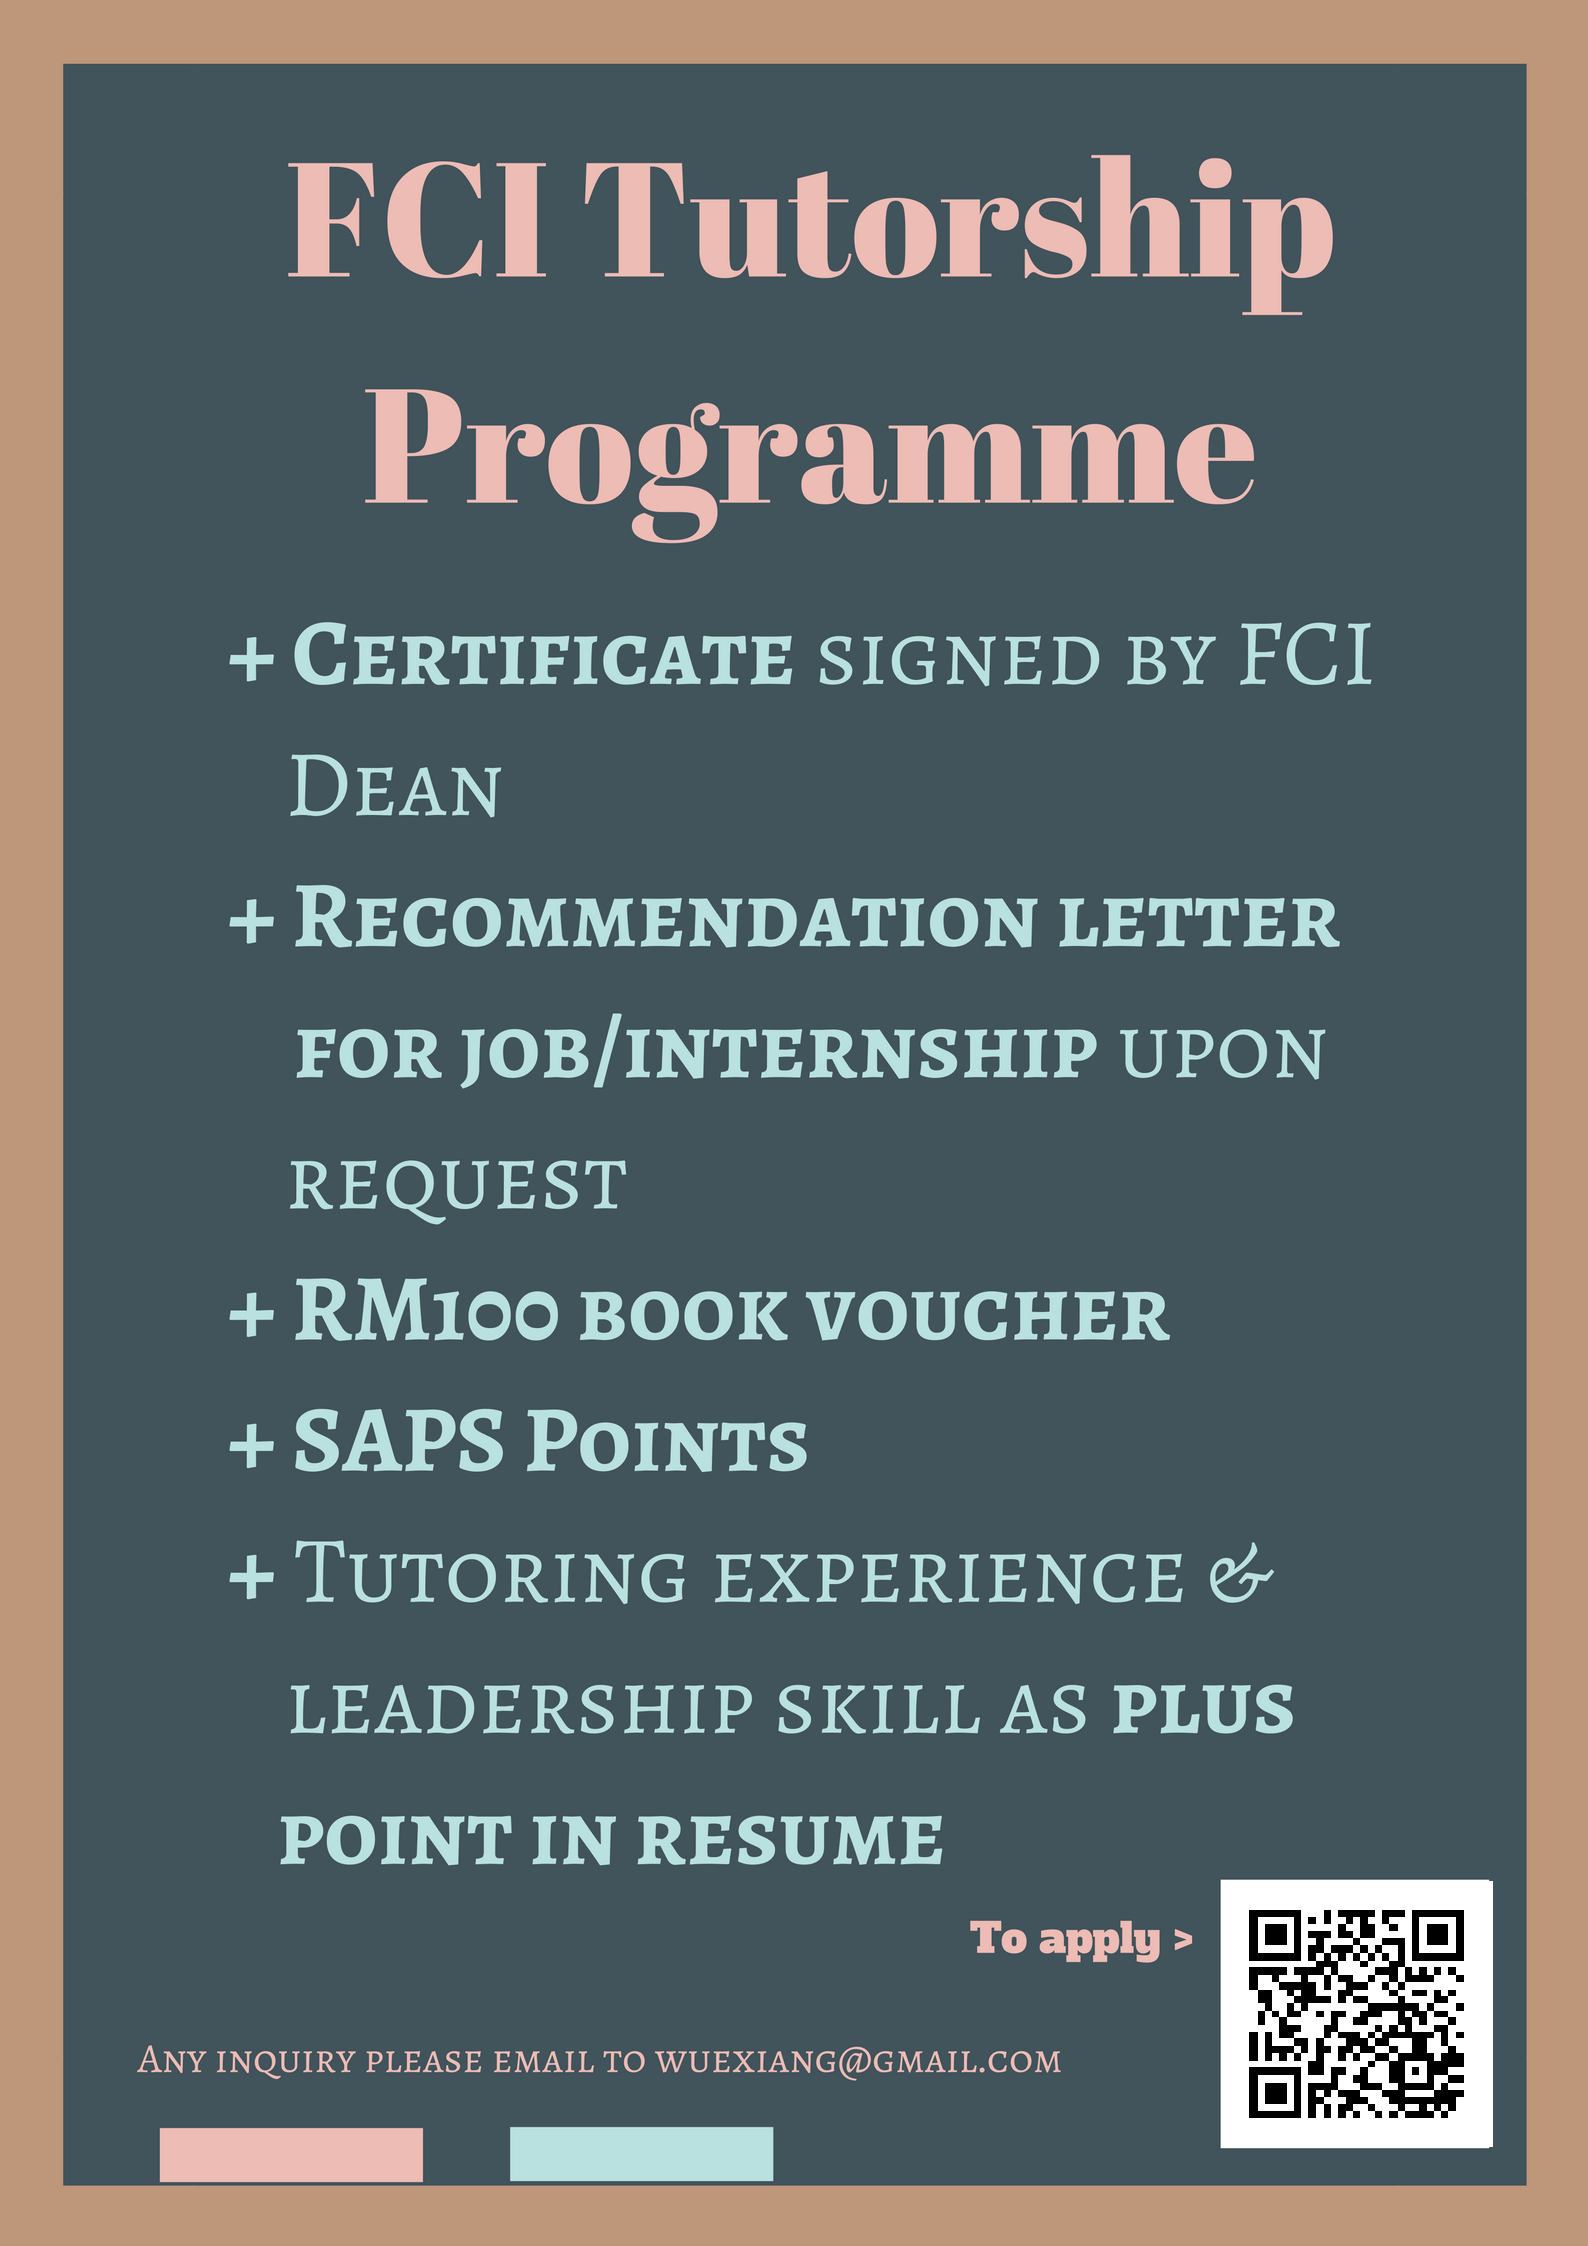 FCI Tutorship
Programme
+ Certificate signed by FCI
Dean
+ Recommendation letter
for job/internship upon
request
+ RM100 book voucher
+ SAPS Points
+ Tutoring experience &
leadership skill as plus
point in resume
To apply >
Any inquiry please email to wuexiang@gmail.com